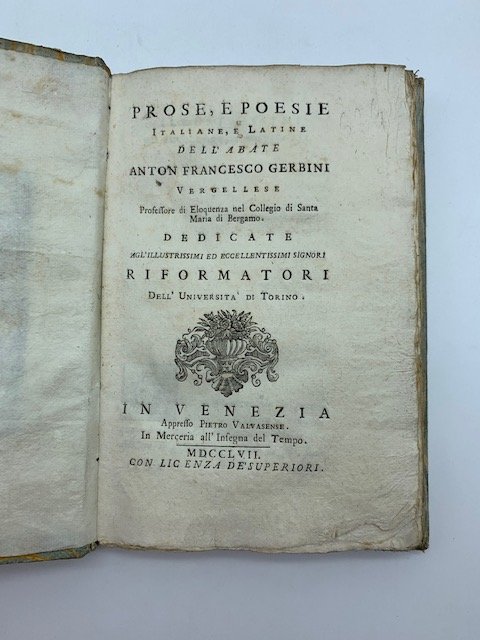 PROSE, E POESIE
ITALIANE, E LATINE
DELL'ABATE
ANTON FRANCESCO GERBINI
VERGELLESE
Professore di Eloquenza nel Collegio di Santa
Maria di Bergamo.
DEDICATE
AGL'ILLUSTRISSIMI ED ECCELLENTISSIMI SIGNORI
RIFORMATORI
DELL'UNIVERSITA' DI TORINO.
IN VENEZIA
Appresso PIETRO VALVASENSE.
In Merceria all'Insegna del Tempo.
MDCCLVII.
CON LICENZA DE' SUPERIORI.